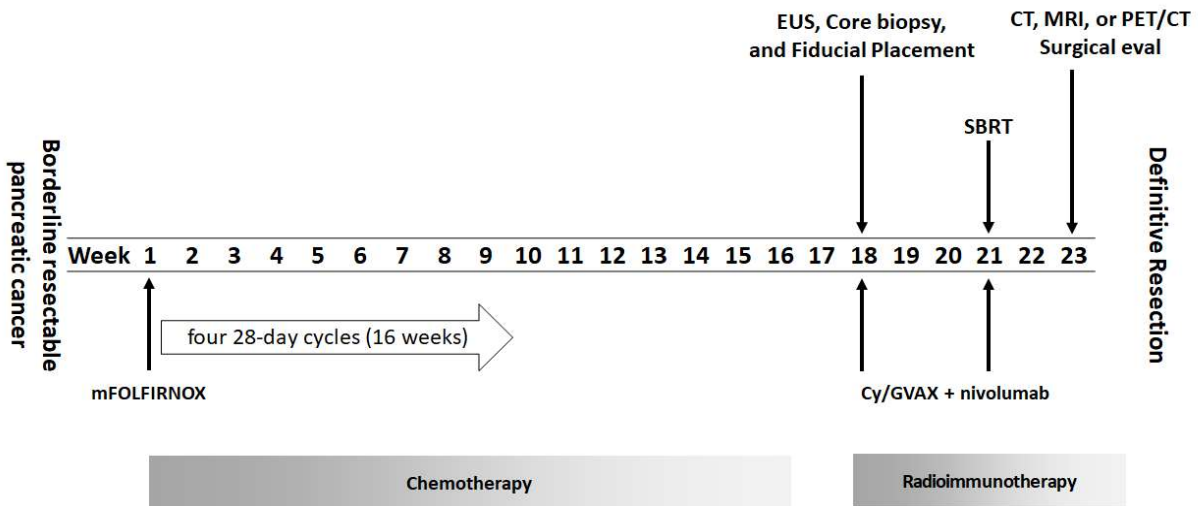 EUS, Core biopsy,
and Fiducial Placement
CT, MRI, or PET/CT
Surgical eval
SBRT
Borderline resectable
pancreatic cancer
Week 1 2 3 4 5 6 7 8 9 10 11 12 13 14 15 16 17 18 19 20 21 22 23
Definitive Resection
four 28-day cycles (16 weeks)
mFOLFIRNOX
Cy/GVAX + nivolumab
Chemotherapy
Radioimmunotherapy